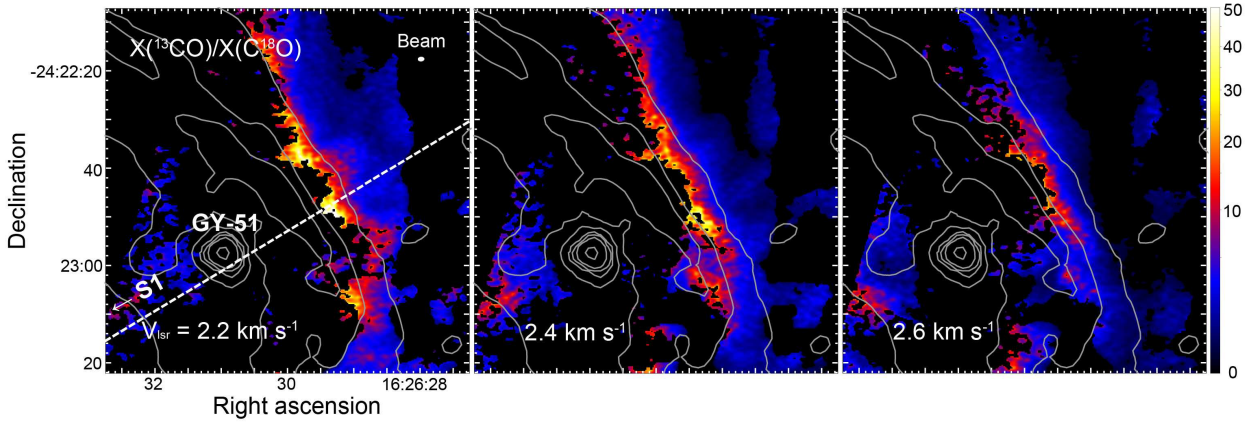 X(¹³CO)/X(C¹⁸O)
Beam
GY-51
S1
V_lsr = 2.2 km s⁻¹
2.4 km s⁻¹
2.6 km s⁻¹
Declination
-24:22:20
40
23:00
20
32
30
16:26:28
Right ascension
50
40
30
20
10
0